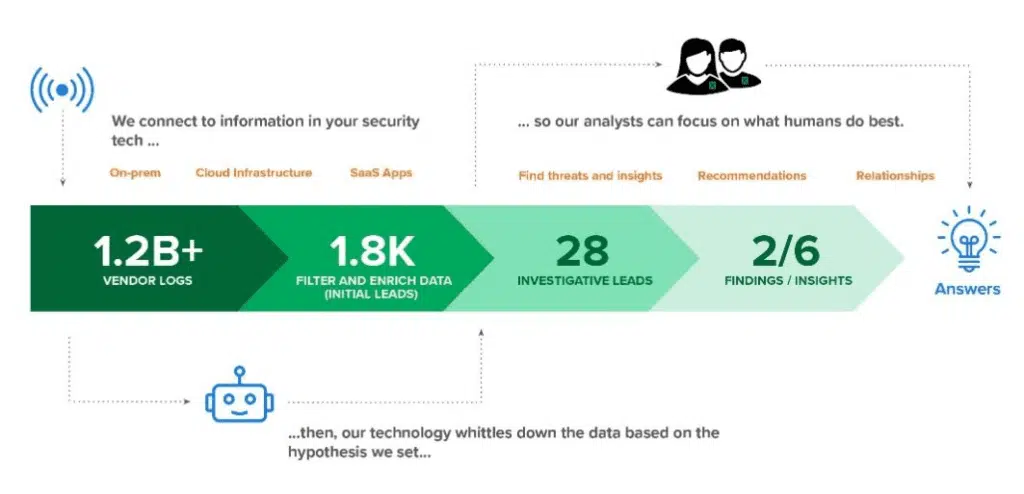 We connect to information in your security
tech ...
... so our analysts can focus on what humans do best.
On-prem
Cloud Infrastructure
SaaS Apps
Find threats and insights
Recommendations
Relationships
1.2B+
VENDOR LOGS
1.8K
FILTER AND ENRICH DATA
(INITIAL LEADS)
28
INVESTIGATIVE LEADS
2/6
FINDINGS / INSIGHTS
Answers
...then, our technology whittles down the data based on the
hypothesis we set...